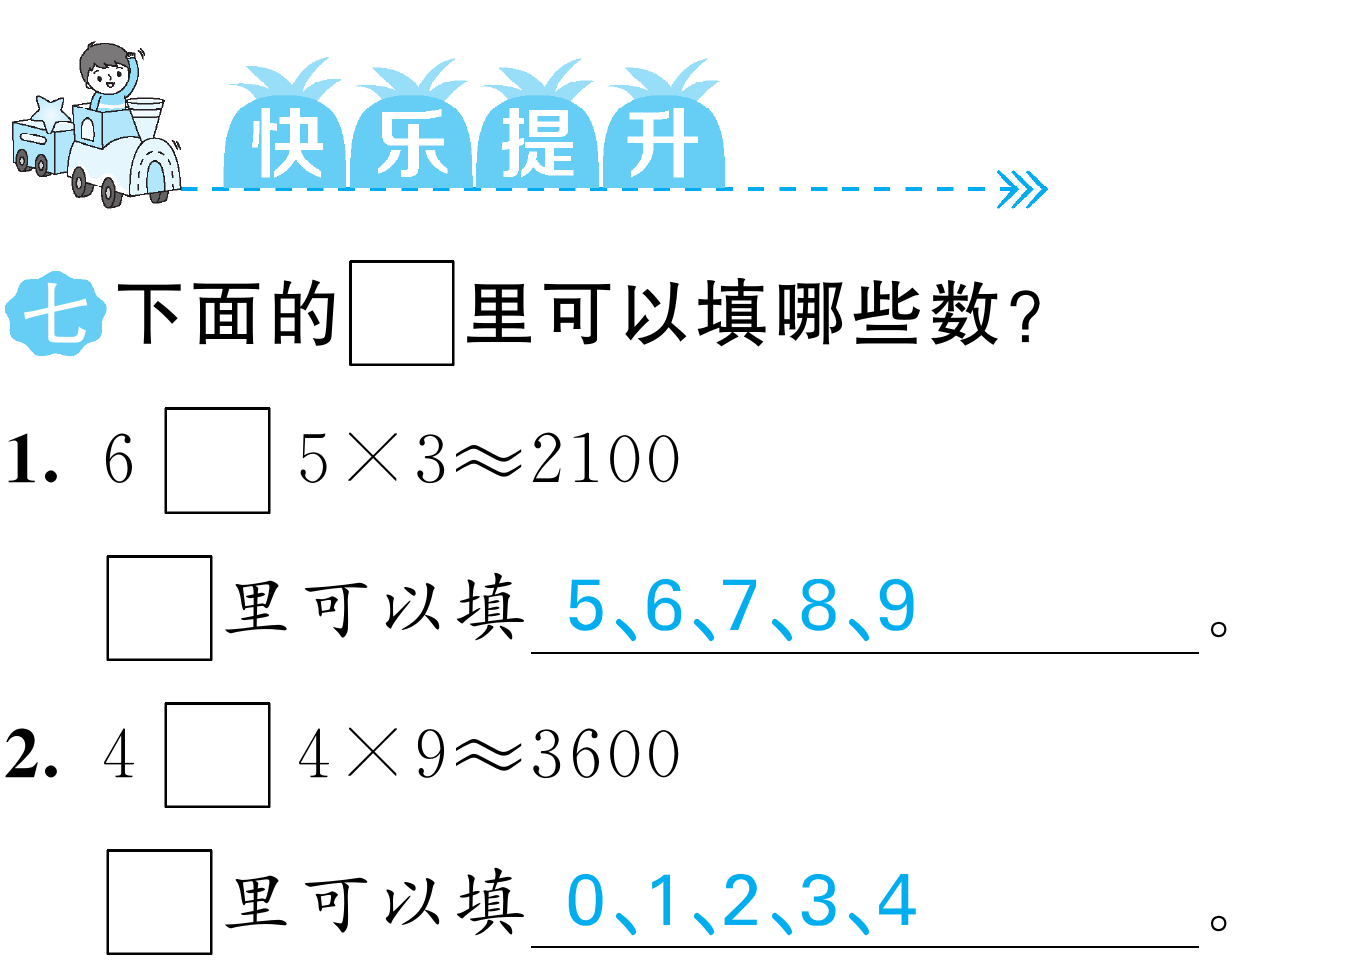 快乐提升
七 下面的□里可以填哪些数?
1. 6 □ 5×3≈2100
□里可以填 5、6、7、8、9 。
2. 4 □ 4×9≈3600
□里可以填 0、1、2、3、4 。